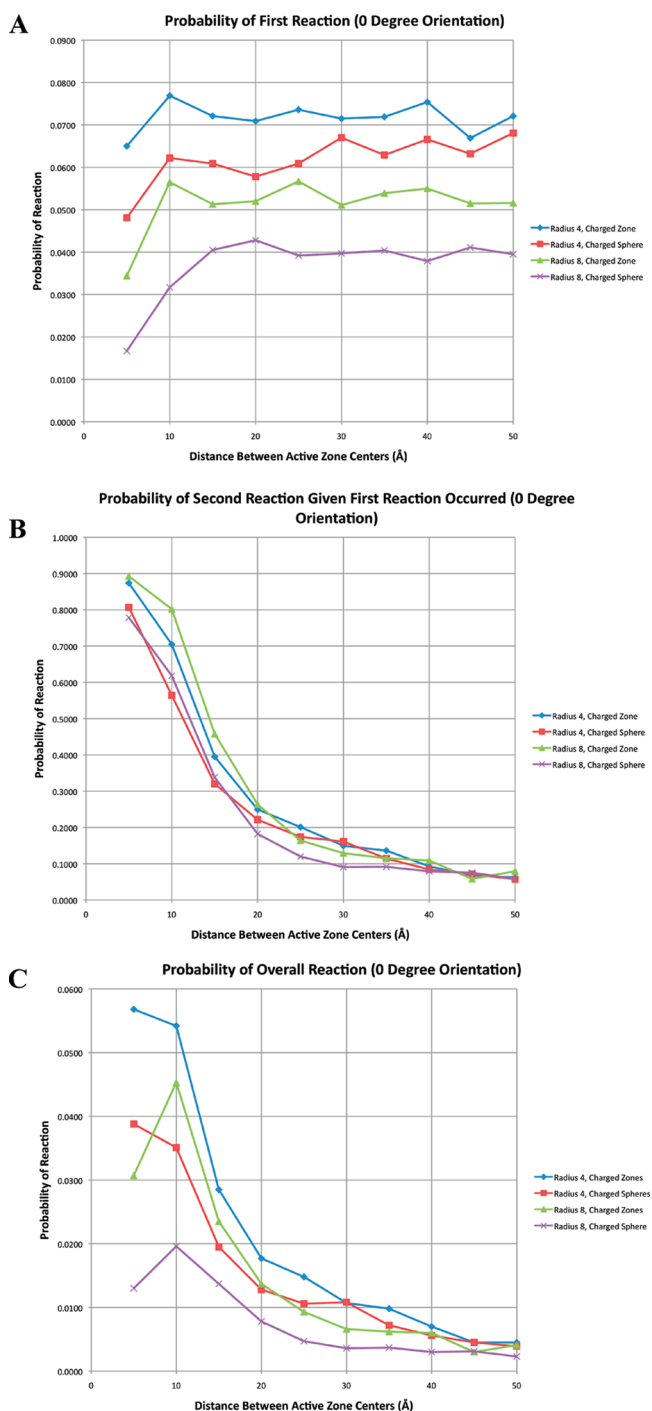 A
Probability of First Reaction (0 Degree Orientation)
0.0900
0.0800
0.0700
0.0600
0.0500
0.0400
0.0300
0.0200
0.0100
0.0000
Probability of Reaction
0
10
20
30
40
50
Distance Between Active Zone Centers (Å)
Radius 4, Charged Zone
Radius 4, Charged Sphere
Radius 8, Charged Zone
Radius 8, Charged Sphere
B
Probability of Second Reaction Given First Reaction Occurred (0 Degree
Orientation)
1.0000
0.9000
0.8000
0.7000
0.6000
0.5000
0.4000
0.3000
0.2000
0.1000
0.0000
Probability of Reaction
0
10
20
30
40
50
Distance Between Active Zone Centers (Å)
Radius 4, Charged Zone
Radius 4, Charged Sphere
Radius 8, Charged Zone
Radius 8, Charged Sphere
C
Probability of Overall Reaction (0 Degree Orientation)
0.0600
0.0500
0.0400
0.0300
0.0200
0.0100
0.0000
Probability of Reaction
0
10
20
30
40
50
Distance Between Active Zone Centers (Å)
Radius 4, Charged Zones
Radius 4, Charged Spheres
Radius 8, Charged Zones
Radius 8, Charged Sphere